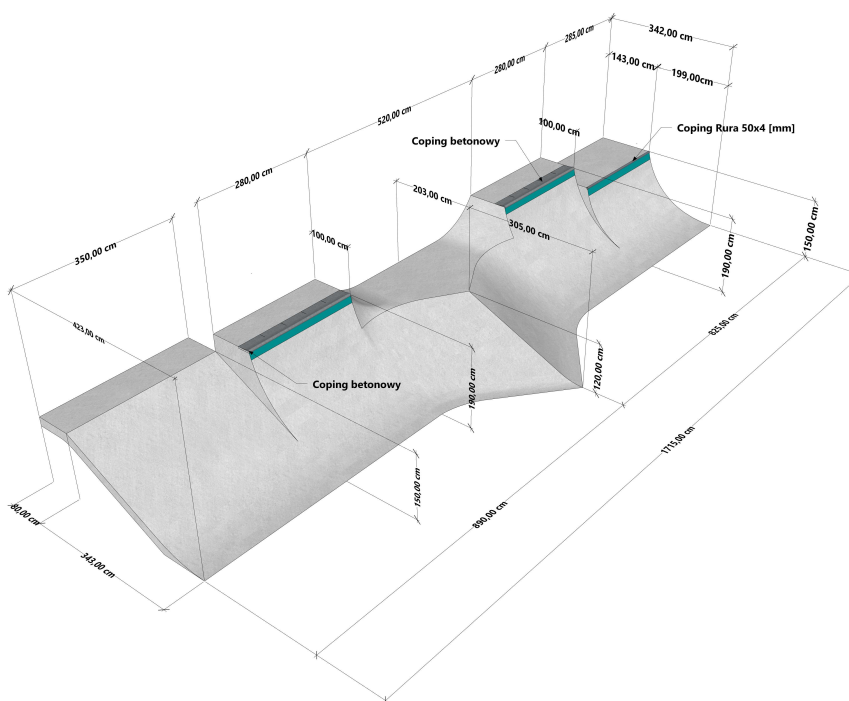 342,00 cm
285,00 cm
143,00 cm
199,00cm
280,00 cm
520,00 cm
100,00 cm
Coping Rura 50x4 [mm]
Coping betonowy
280,00 cm
203,00 cm
305,00 cm
150,00 cm
350,00 cm
100,00 cm
190,00 cm
423,00 cm
825,00 cm
Coping betonowy
190,00 cm
120,00 cm
1715,00 cm
150,00 cm
80,00 cm
890,00 cm
343,00 cm